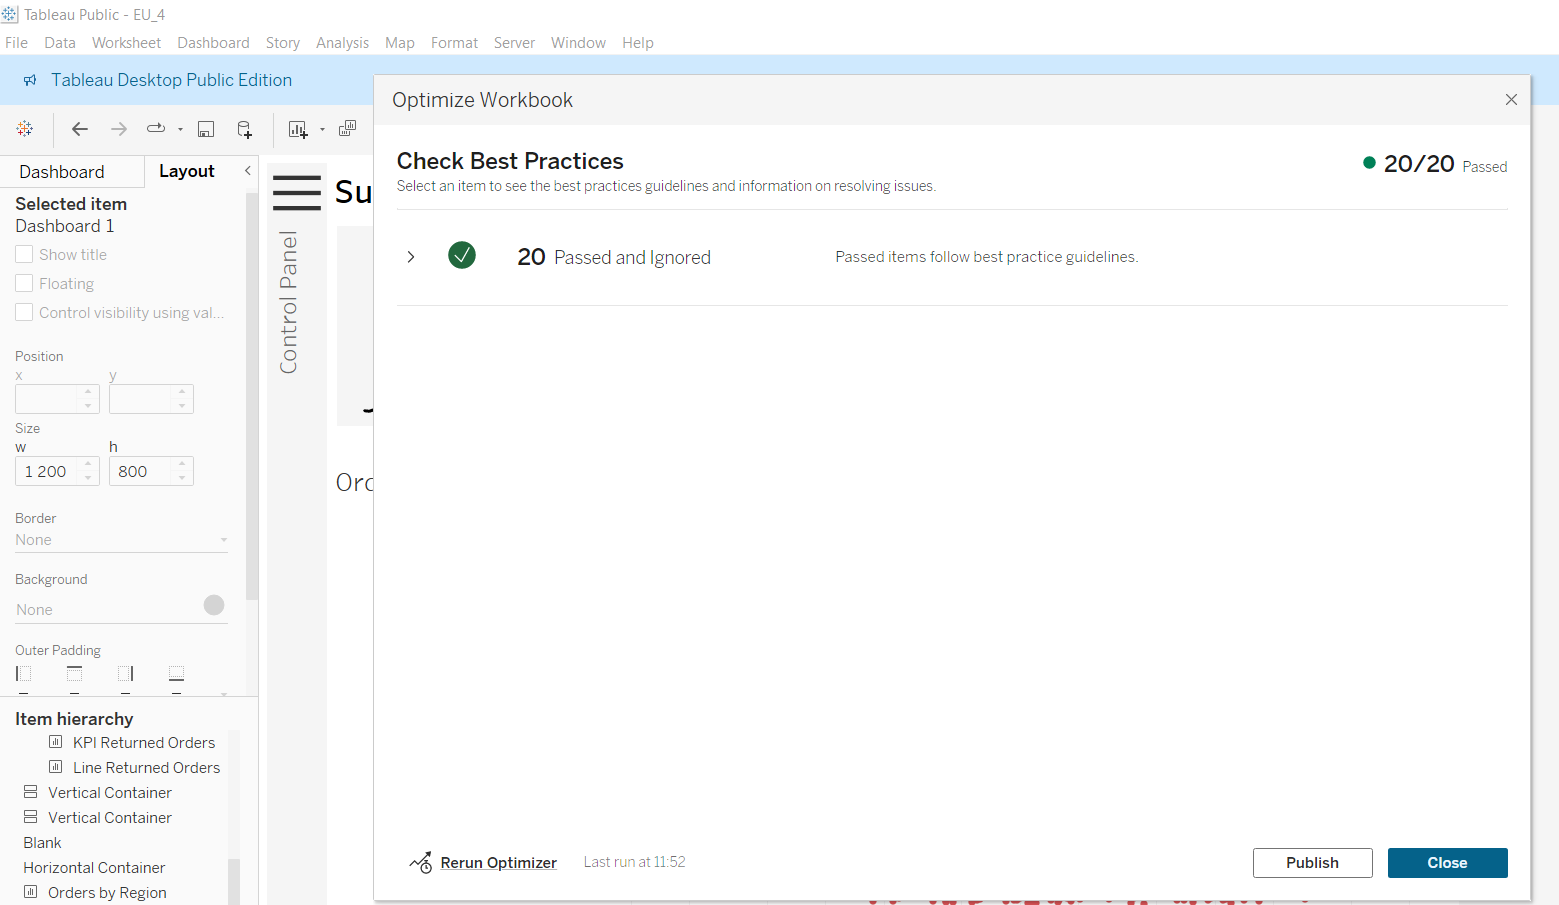 Tableau Public - EU_4
File Data Worksheet Dashboard Story Analysis Map Format Server Window Help
Tableau Desktop Public Edition
Optimize Workbook
Dashboard
Layout
Selected item
Dashboard 1
Show title
Floating
Control visibility using val...
Position
x y
Size
w h
1 200 800
Border
None
Background
None
Outer Padding
Item hierarchy
KPI Returned Orders
Line Returned Orders
Vertical Container
Vertical Container
Blank
Horizontal Container
Orders by Region
Control Panel
Su
Orc
Check Best Practices
Select an item to see the best practices guidelines and information on resolving issues.
20/20 Passed
20 Passed and Ignored
Passed items follow best practice guidelines.
Rerun Optimizer
Last run at 11:52
Publish
Close